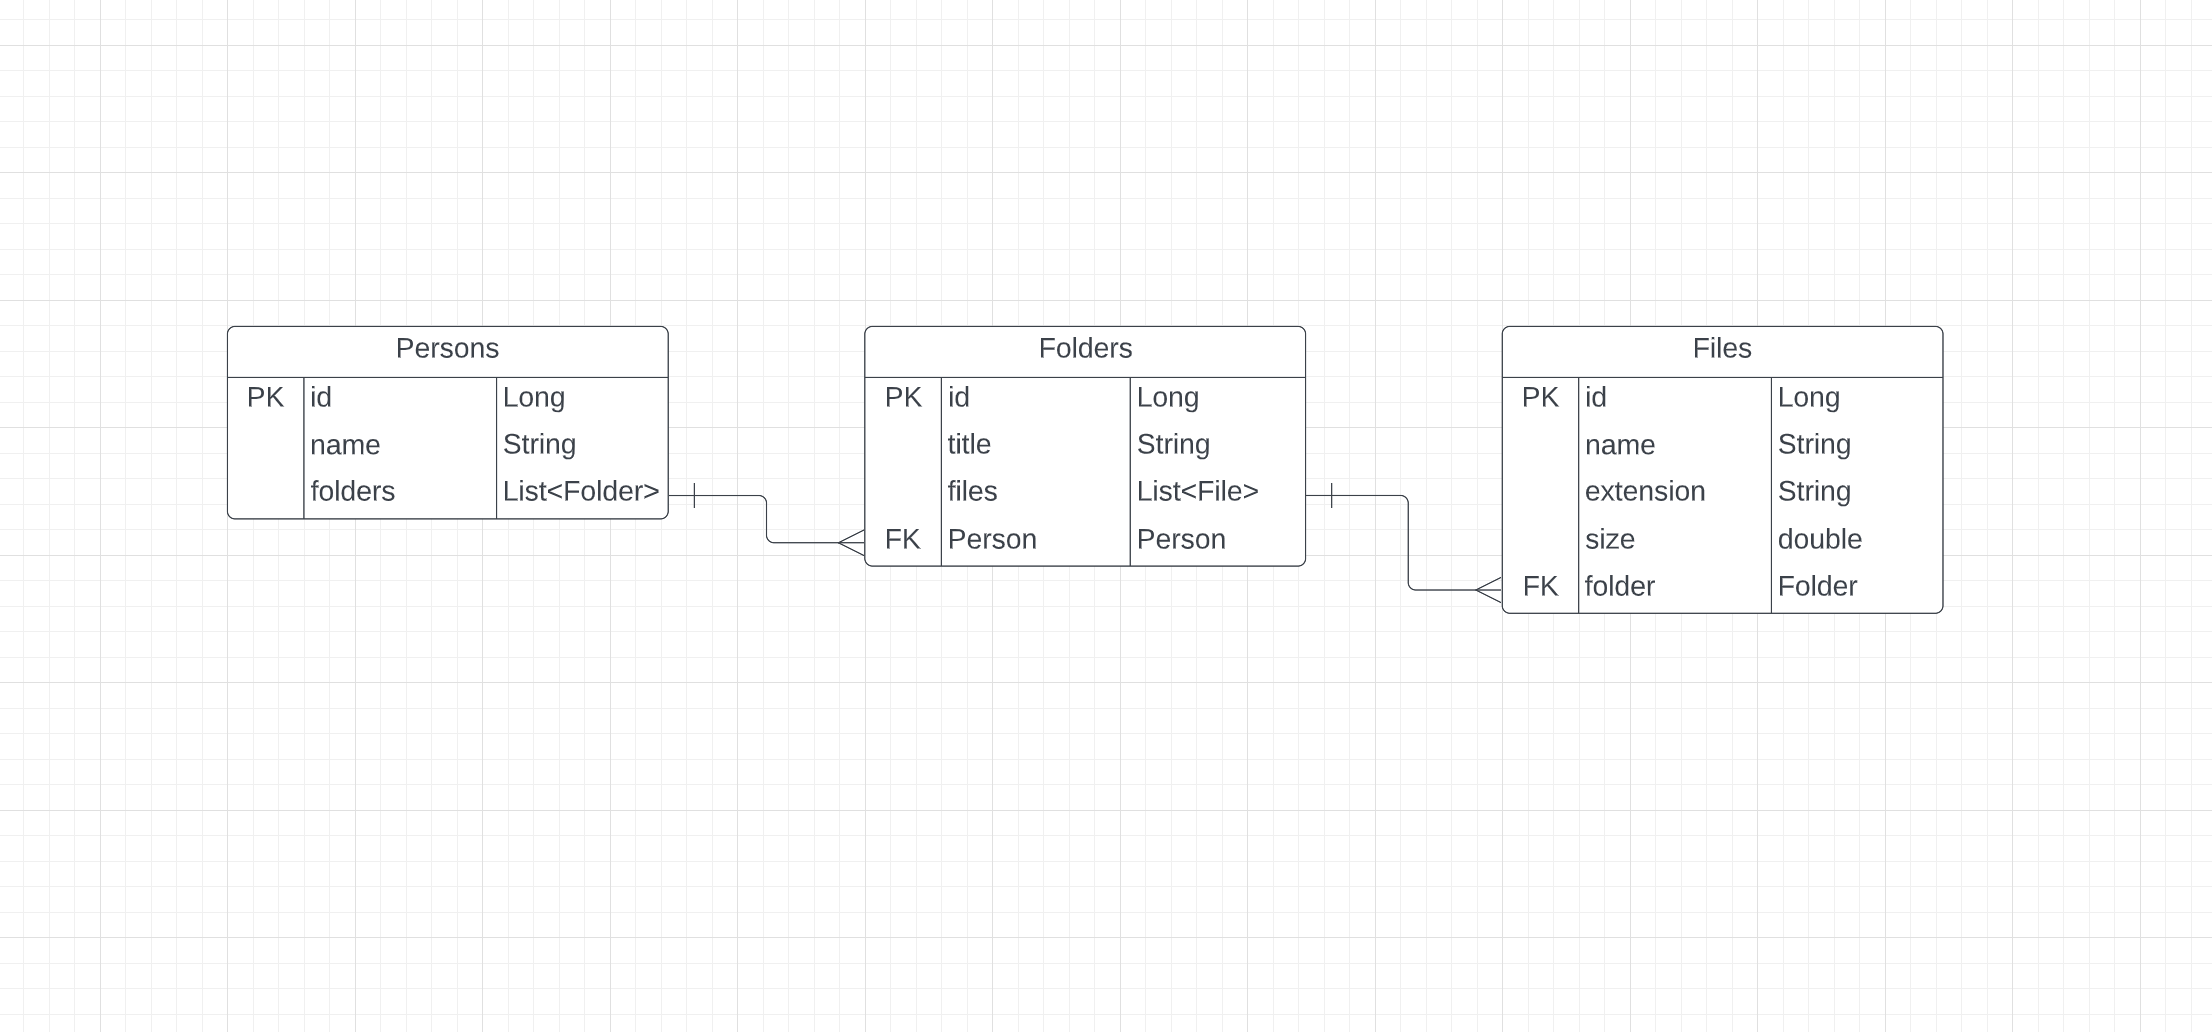 Persons
PK id Long
name String
folders List<Folder>
Folders
PK id Long
title String
files List<File>
FK Person Person
Files
PK id Long
name String
extension String
size double
FK folder Folder